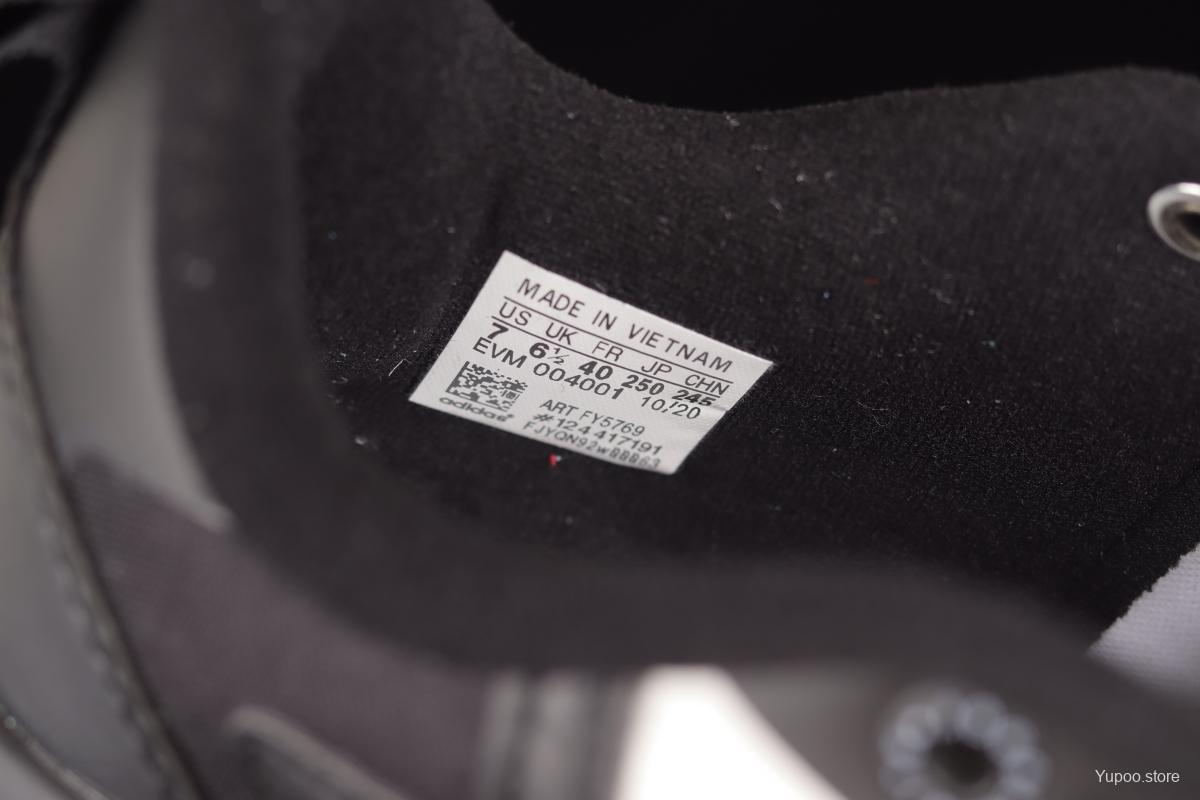 MADE IN VIETNAM
US UK FR JP CHN
7 6½ 40 250 245
EVM 004001 10/20
adidas
ART FY5769
#124417191
Yupoo.store